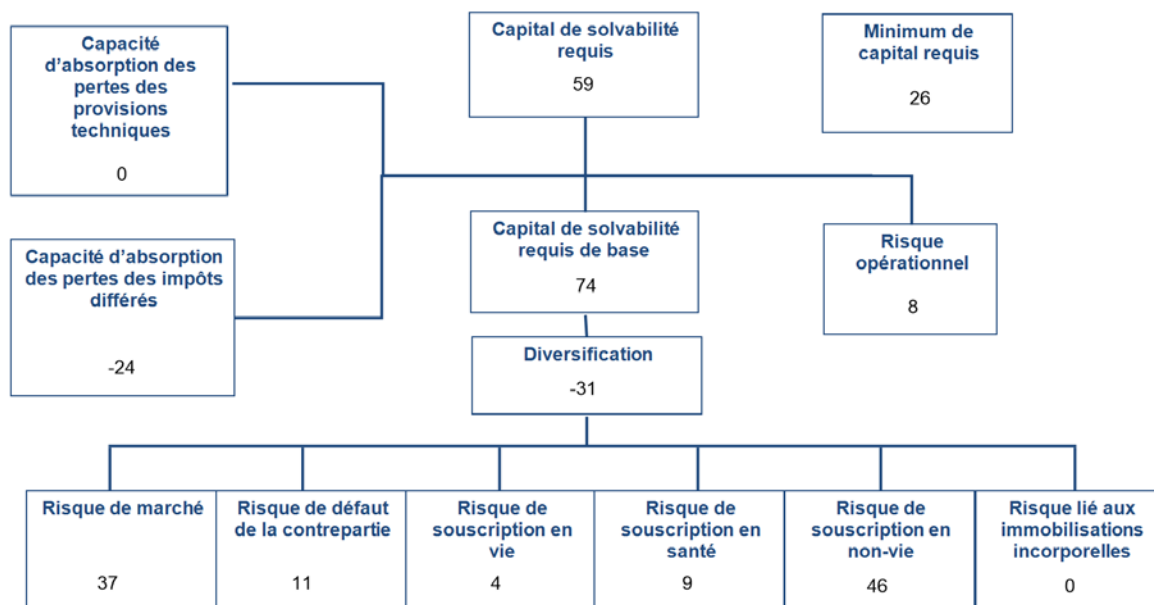 Capacité
d'absorption des
pertes des
provisions
techniques
0
Capital de solvabilité
requis
59
Minimum de
capital requis
26
Capacité d'absorption
des pertes des impôts
différés
-24
Capital de solvabilité
requis de base
74
Risque
opérationnel
8
Diversification
-31
Risque de marché
37
Risque de défaut
de la contrepartie
11
Risque de
souscription en
vie
4
Risque de
souscription en
santé
9
Risque de
souscription en
non-vie
46
Risque lié aux
immobilisations
incorporelles
0